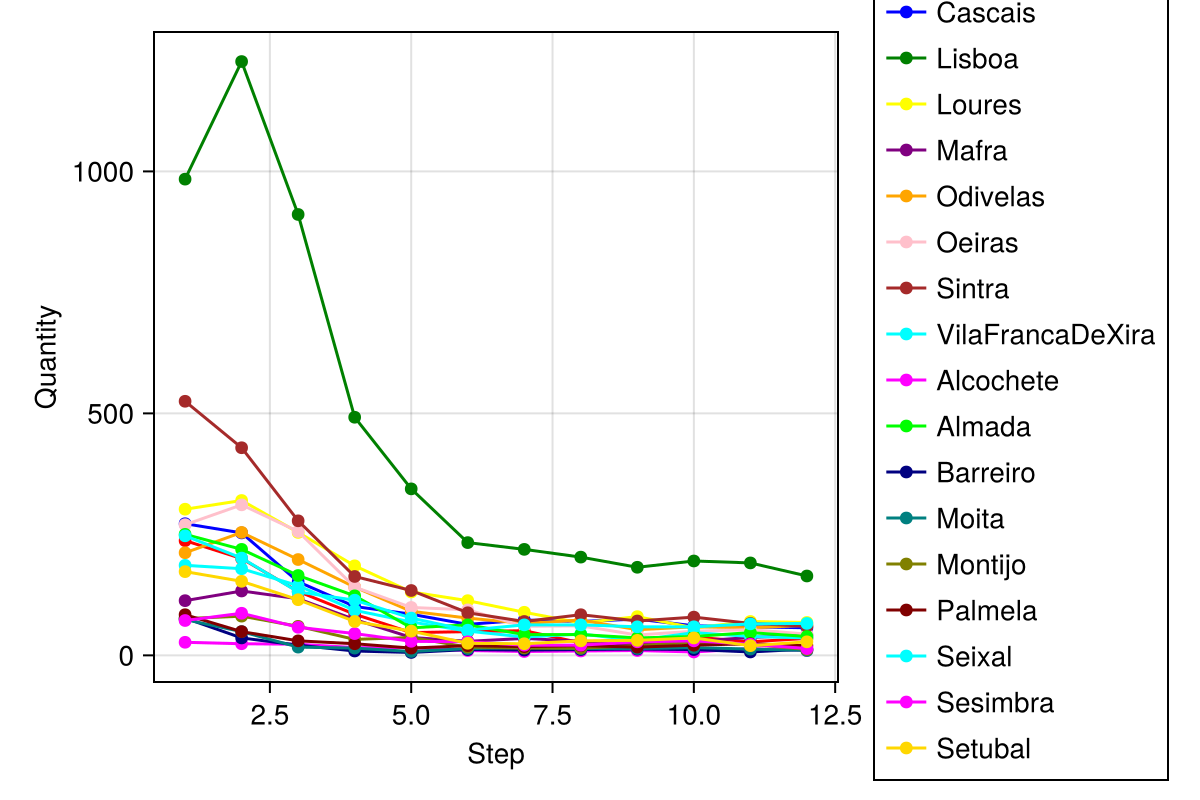 Cascais
Lisboa
Loures
Mafra
Odivelas
Oeiras
Sintra
VilaFrancaDeXira
Alcochete
Almada
Barreiro
Moita
Montijo
Palmela
Seixal
Sesimbra
Setubal
Quantity
1000
500
0
2.5
5.0
7.5
10.0
12.5
Step